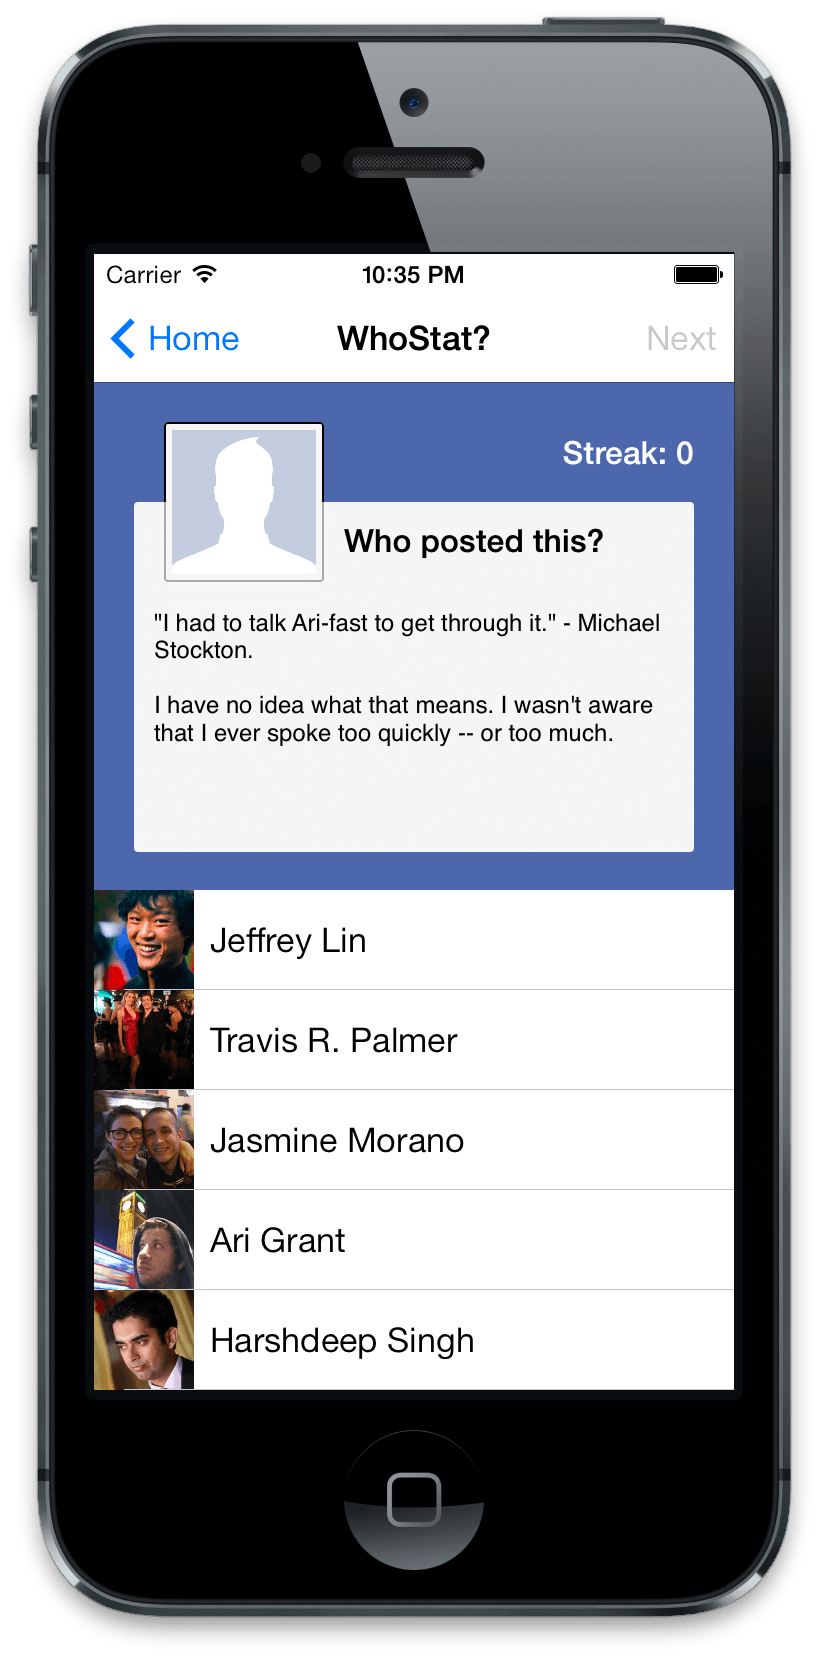 Carrier 10:35 PM
Home WhoStat? Next
Streak: 0
Who posted this?
"I had to talk Ari-fast to get through it." - Michael
Stockton.
I have no idea what that means. I wasn't aware
that I ever spoke too quickly -- or too much.
Jeffrey Lin
Travis R. Palmer
Jasmine Morano
Ari Grant
Harshdeep Singh